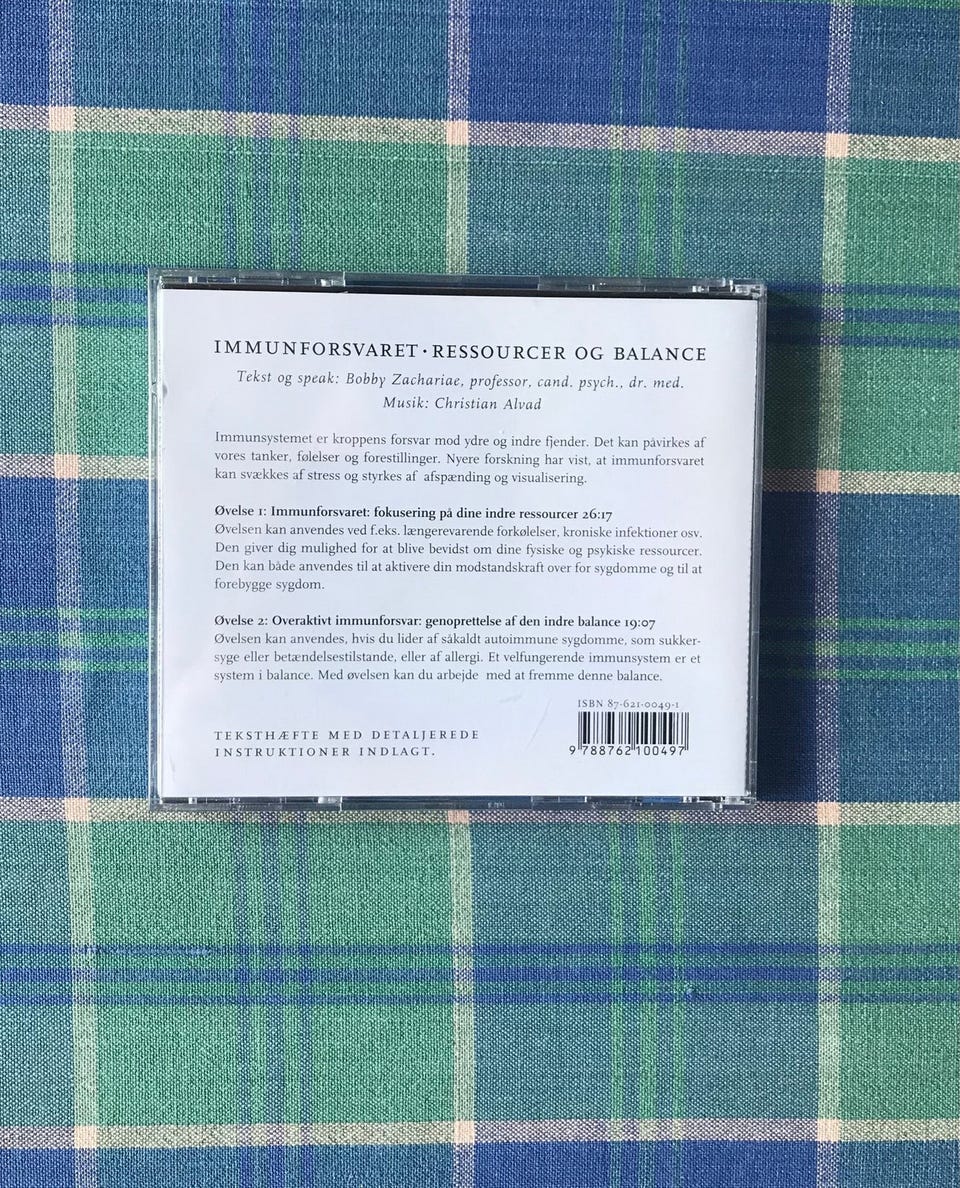 IMMUNFORSVARET · RESSOURCER OG BALANCE
Tekst og speak: Bobby Zachariae, professor, cand. psych., dr. med.
Musik: Christian Alvad
Immunsystemet er kroppens forsvar mod ydre og indre fjender. Det kan påvirkes af
vores tanker, følelser og forestillinger. Nyere forskning har vist, at immunforsvaret
kan svækkes af stress og styrkes af afspænding og visualisering.
Øvelse 1: Immunforsvaret: fokusering på dine indre ressourcer 26:17
Øvelsen kan anvendes ved f.eks. længerevarende forkølelser, kroniske infektioner osv.
Den giver dig mulighed for at blive bevidst om dine fysiske og psykiske ressourcer.
Den kan både anvendes til at aktivere din modstandskraft over for sygdomme og til at
forebygge sygdom.
Øvelse 2: Overaktivt immunforsvar: genoprettelse af den indre balance 19:07
Øvelsen kan anvendes, hvis du lider af såkaldt autoimmune sygdomme, som sukker-
syge eller betændelsestilstande, eller af allergi. Et velfungerende immunsystem er et
system i balance. Med øvelsen kan du arbejde med at fremme denne balance.
ISBN 87-621-0049-1
9 788762 100497
TEKSTHÆFTE MED DETALJEREDE
INSTRUKTIONER INDLAGT.